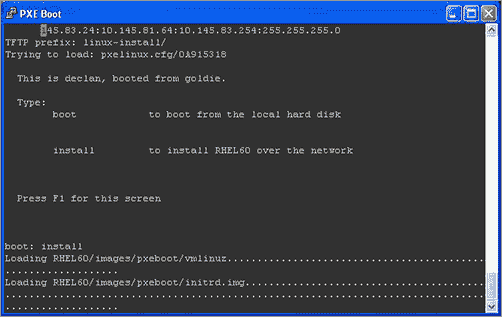 PXE Boot
145.83.24:10.145.81.64:10.145.83.254:255.255.255.0
TFTP prefix: linux-install/
Trying to load: pxelinux.cfg/0A915318
This is declan, booted from goldie.
Type:
boot to boot from the local hard disk
install to install RHEL60 over the network
Press F1 for this screen
boot: install
Loading RHEL60/images/pxeboot/vmlinuz...........................................
...................
Loading RHEL60/images/pxeboot/initrd.img........................................
................................................................................
...................